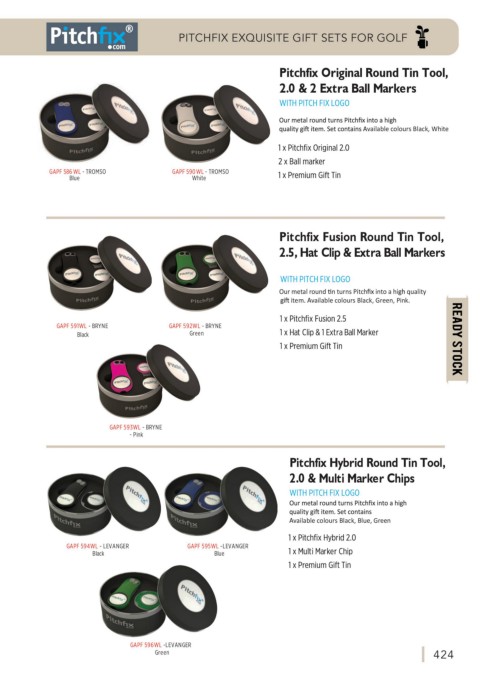 Pitchfix®
.com
PITCHFIX EXQUISITE GIFT SETS FOR GOLF
Pitchfix Original Round Tin Tool,
2.0 & 2 Extra Ball Markers
WITH PITCH FIX LOGO
Our metal round turns Pitchfix into a high
quality gift item. Set contains Available colours Black, White
1 x Pitchfix Original 2.0
2 x Ball marker
1 x Premium Gift Tin
GAPF 586 WL - TROMSO
Blue
GAPF 590 WL - TROMSO
White
Pitchfix Fusion Round Tin Tool,
2.5, Hat Clip & Extra Ball Markers
WITH PITCH FIX LOGO
Our metal round tin turns Pitchfix into a high quality
gift item. Available colours Black, Green, Pink.
1 x Pitchfix Fusion 2.5
1 x Hat Clip & 1 Extra Ball Marker
1 x Premium Gift Tin
GAPF 591WL - BRYNE
Black
GAPF 592WL - BRYNE
Green
GAPF 593WL - BRYNE
- Pink
READY STOCK
Pitchfix Hybrid Round Tin Tool,
2.0 & Multi Marker Chips
WITH PITCH FIX LOGO
Our metal round turns Pitchfix into a high
quality gift item. Set contains
Available colours Black, Blue, Green
1 x Pitchfix Hybrid 2.0
1 x Multi Marker Chip
1 x Premium Gift Tin
GAPF 594WL - LEVANGER
Black
GAPF 595WL -LEVANGER
Blue
GAPF 596WL -LEVANGER
Green
424